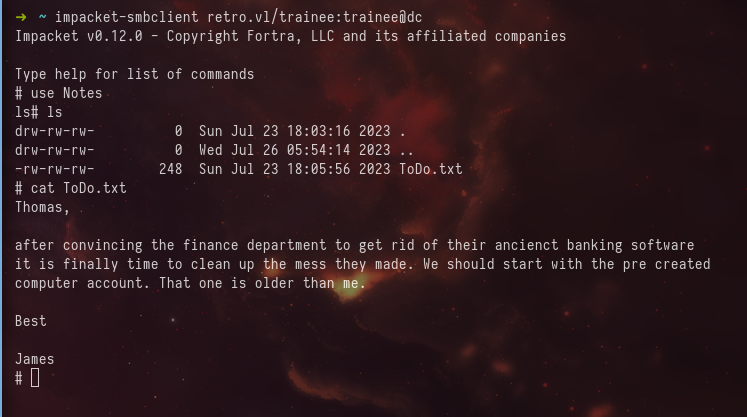 ➜ ~ impacket-smbclient retro.vl/trainee:trainee@dc
Impacket v0.12.0 - Copyright Fortra, LLC and its affiliated companies

Type help for list of commands
# use Notes
ls# ls
drw-rw-rw-          0  Sun Jul 23 18:03:16 2023 .
drw-rw-rw-          0  Wed Jul 26 05:54:14 2023 ..
-rw-rw-rw-        248  Sun Jul 23 18:05:56 2023 ToDo.txt
# cat ToDo.txt
Thomas,

after convincing the finance department to get rid of their ancienct banking software
it is finally time to clean up the mess they made. We should start with the pre created
computer account. That one is older than me.

Best

James
#